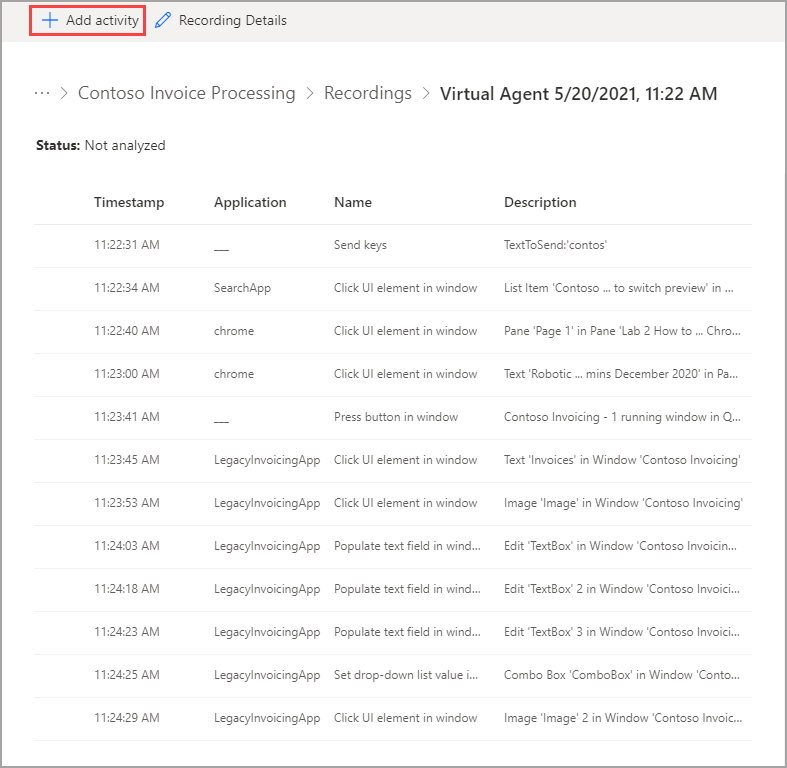 Add activity Recording Details
··· > Contoso Invoice Processing > Recordings > Virtual Agent 5/20/2021, 11:22 AM
Status: Not analyzed
Timestamp Application Name Description
11:22:31 AM ___ Send keys TextToSend:'contos'
11:22:34 AM SearchApp Click UI element in window List Item 'Contoso ... to switch preview' in ...
11:22:40 AM chrome Click UI element in window Pane 'Page 1' in Pane 'Lab 2 How to ... Chro...
11:23:00 AM chrome Click UI element in window Text 'Robotic ... mins December 2020' in Pa...
11:23:41 AM ___ Press button in window Contoso Invoicing - 1 running window in Q...
11:23:45 AM LegacyInvoicingApp Click UI element in window Text 'Invoices' in Window 'Contoso Invoicing'
11:23:53 AM LegacyInvoicingApp Click UI element in window Image 'Image' in Window 'Contoso Invoicing'
11:24:03 AM LegacyInvoicingApp Populate text field in wind... Edit 'TextBox' in Window 'Contoso Invoicin...
11:24:18 AM LegacyInvoicingApp Populate text field in wind... Edit 'TextBox' 2 in Window 'Contoso Invoici...
11:24:23 AM LegacyInvoicingApp Populate text field in wind... Edit 'TextBox' 3 in Window 'Contoso Invoici...
11:24:25 AM LegacyInvoicingApp Set drop-down list value i... Combo Box 'ComboBox' in Window 'Conto...
11:24:29 AM LegacyInvoicingApp Click UI element in window Image 'Image' 2 in Window 'Contoso Invoic...